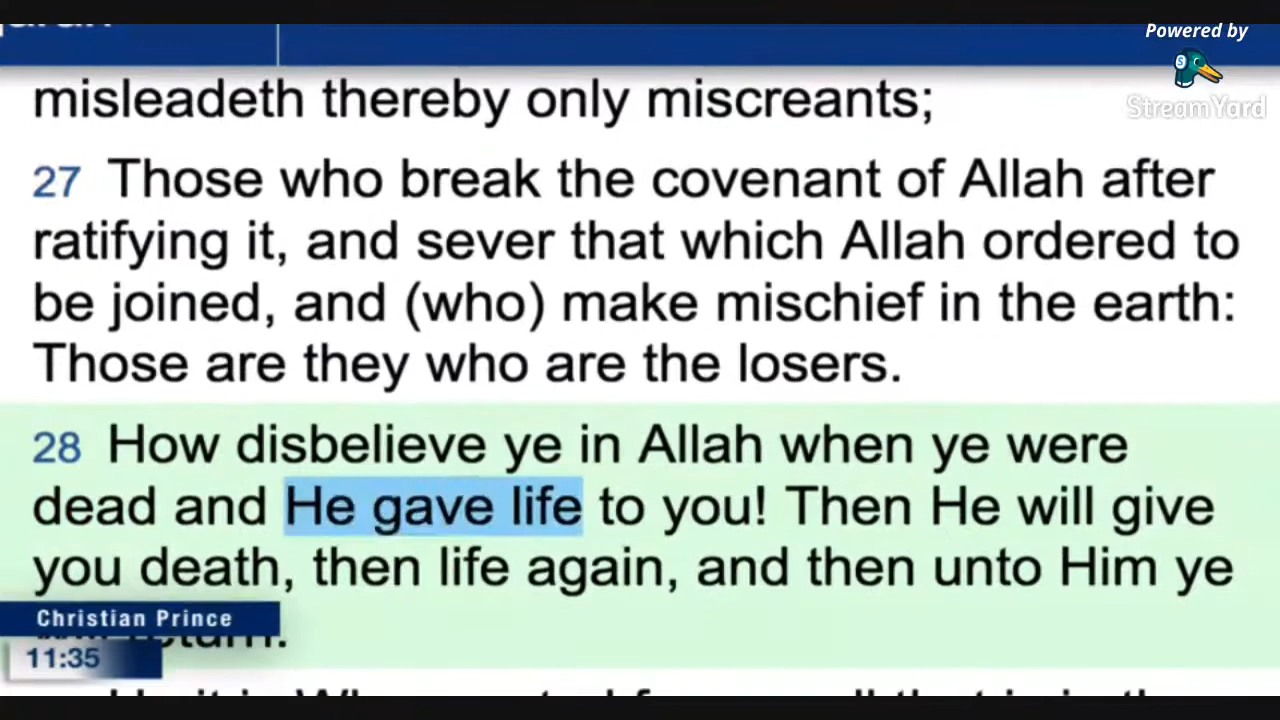 Powered by
StreamYard
misleadeth thereby only miscreants;
27 Those who break the covenant of Allah after
ratifying it, and sever that which Allah ordered to
be joined, and (who) make mischief in the earth:
Those are they who are the losers.
28 How disbelieve ye in Allah when ye were
dead and He gave life to you! Then He will give
you death, then life again, and then unto Him ye
return.
Christian Prince
11:35